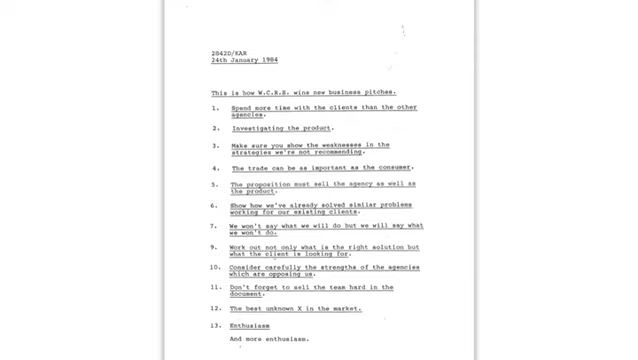 2842D/KAR
24th January 1984
This is how W.C.R.S. wins new business pitches.
1. Spend more time with the clients than the other
agencies.
2. Investigating the product.
3. Make sure you show the weaknesses in the
strategies we're not recommending.
4. The trade can be as important as the consumer.
5. The proposition must sell the agency as well as
the product.
6. Show how we've already solved similar problems
working for our existing clients.
7. We won't say what we will do but we will say what
we won't do.
9. Work out not only what is the right solution but
what the client is looking for.
10. Consider carefully the strengths of the agencies
which are opposing us.
11. Don't forget to sell the team hard in the
document.
12. The best unknown X in the market.
13. Enthusiasm
And more enthusiasm.